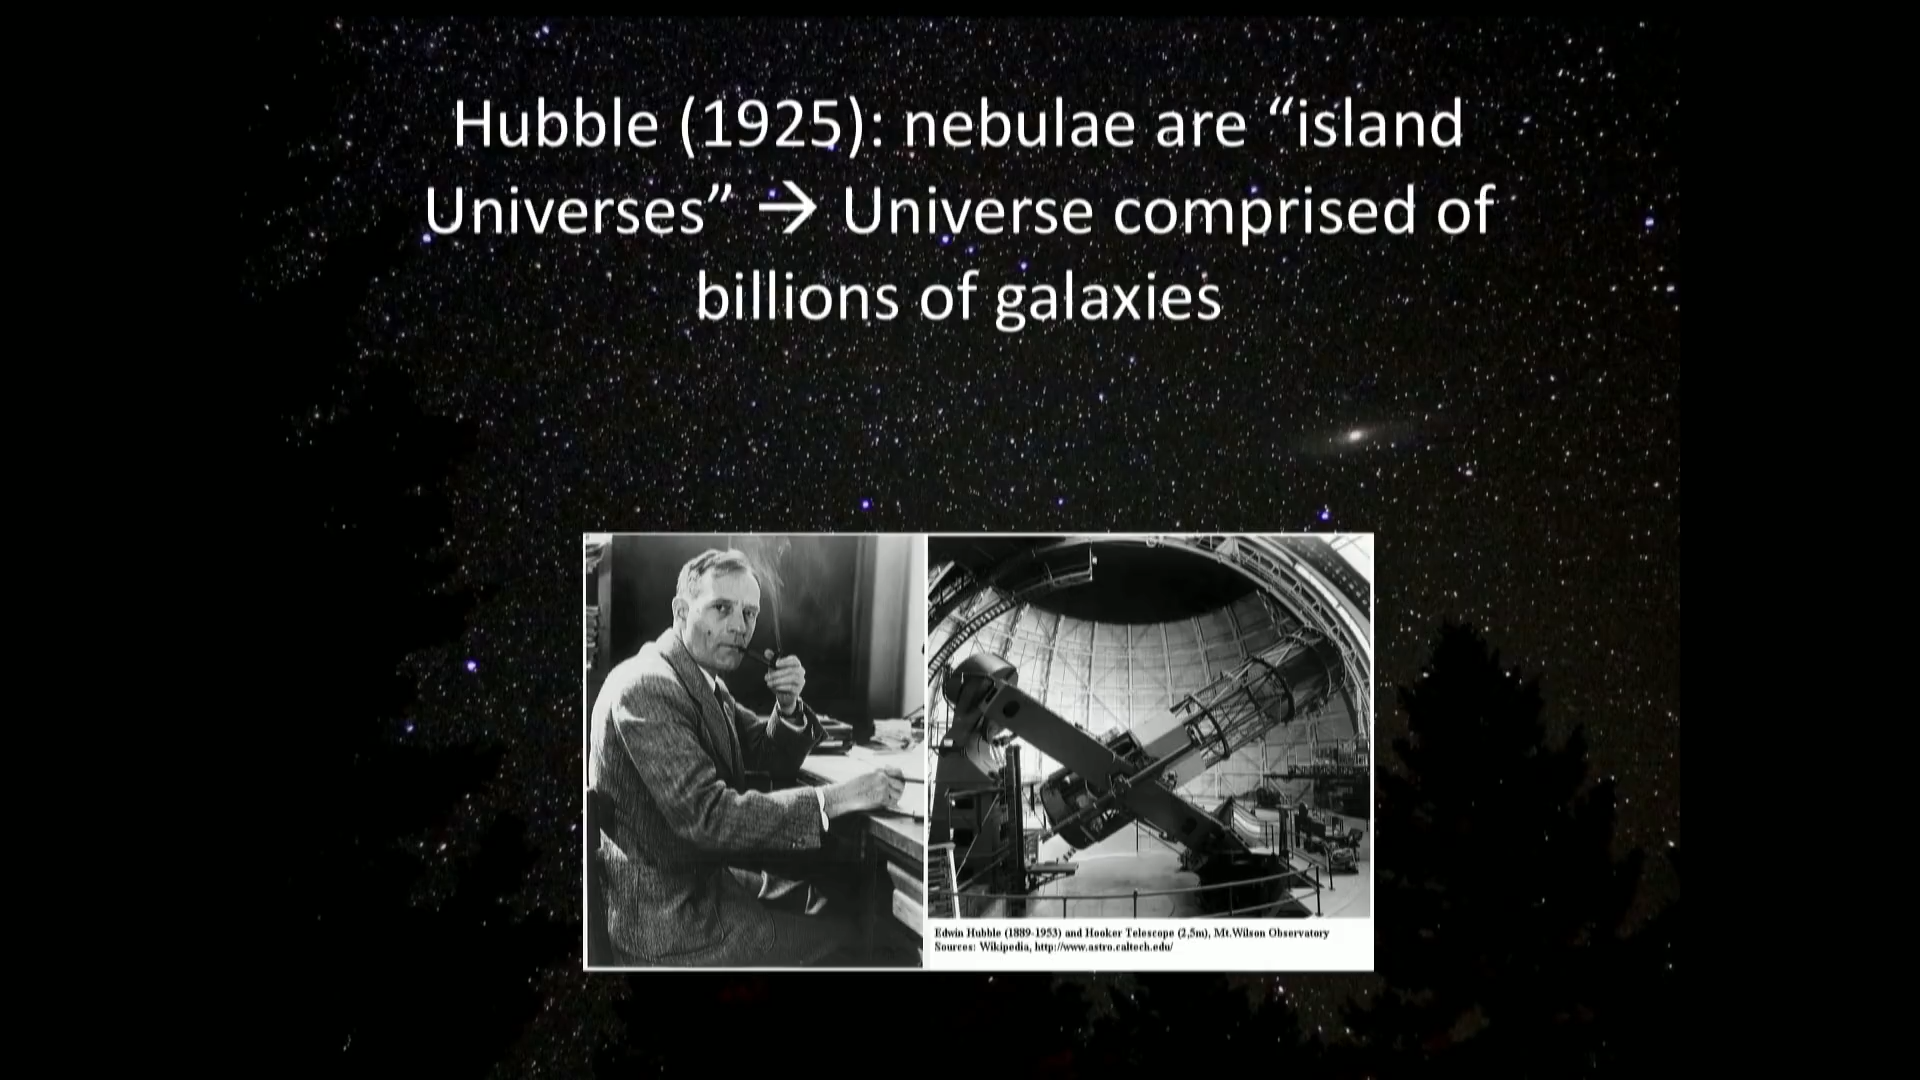 Hubble (1925): nebulae are “island
Universes” → Universe comprised of
billions of galaxies
Edwin Hubble (1889-1953) and Hooker Telescope (2,5m), Mt.Wilson Observatory
Sources: Wikipedia, http://www.astro.caltech.edu/